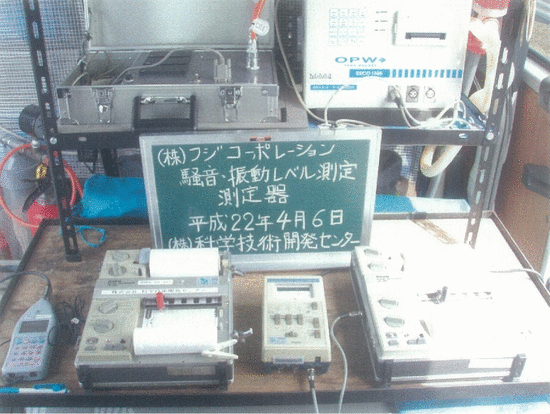 OPW
(株)フジコーポレーション
騒音・振動レベル測定
測定器
平成22年4月6日
(株)科学技術開発センター